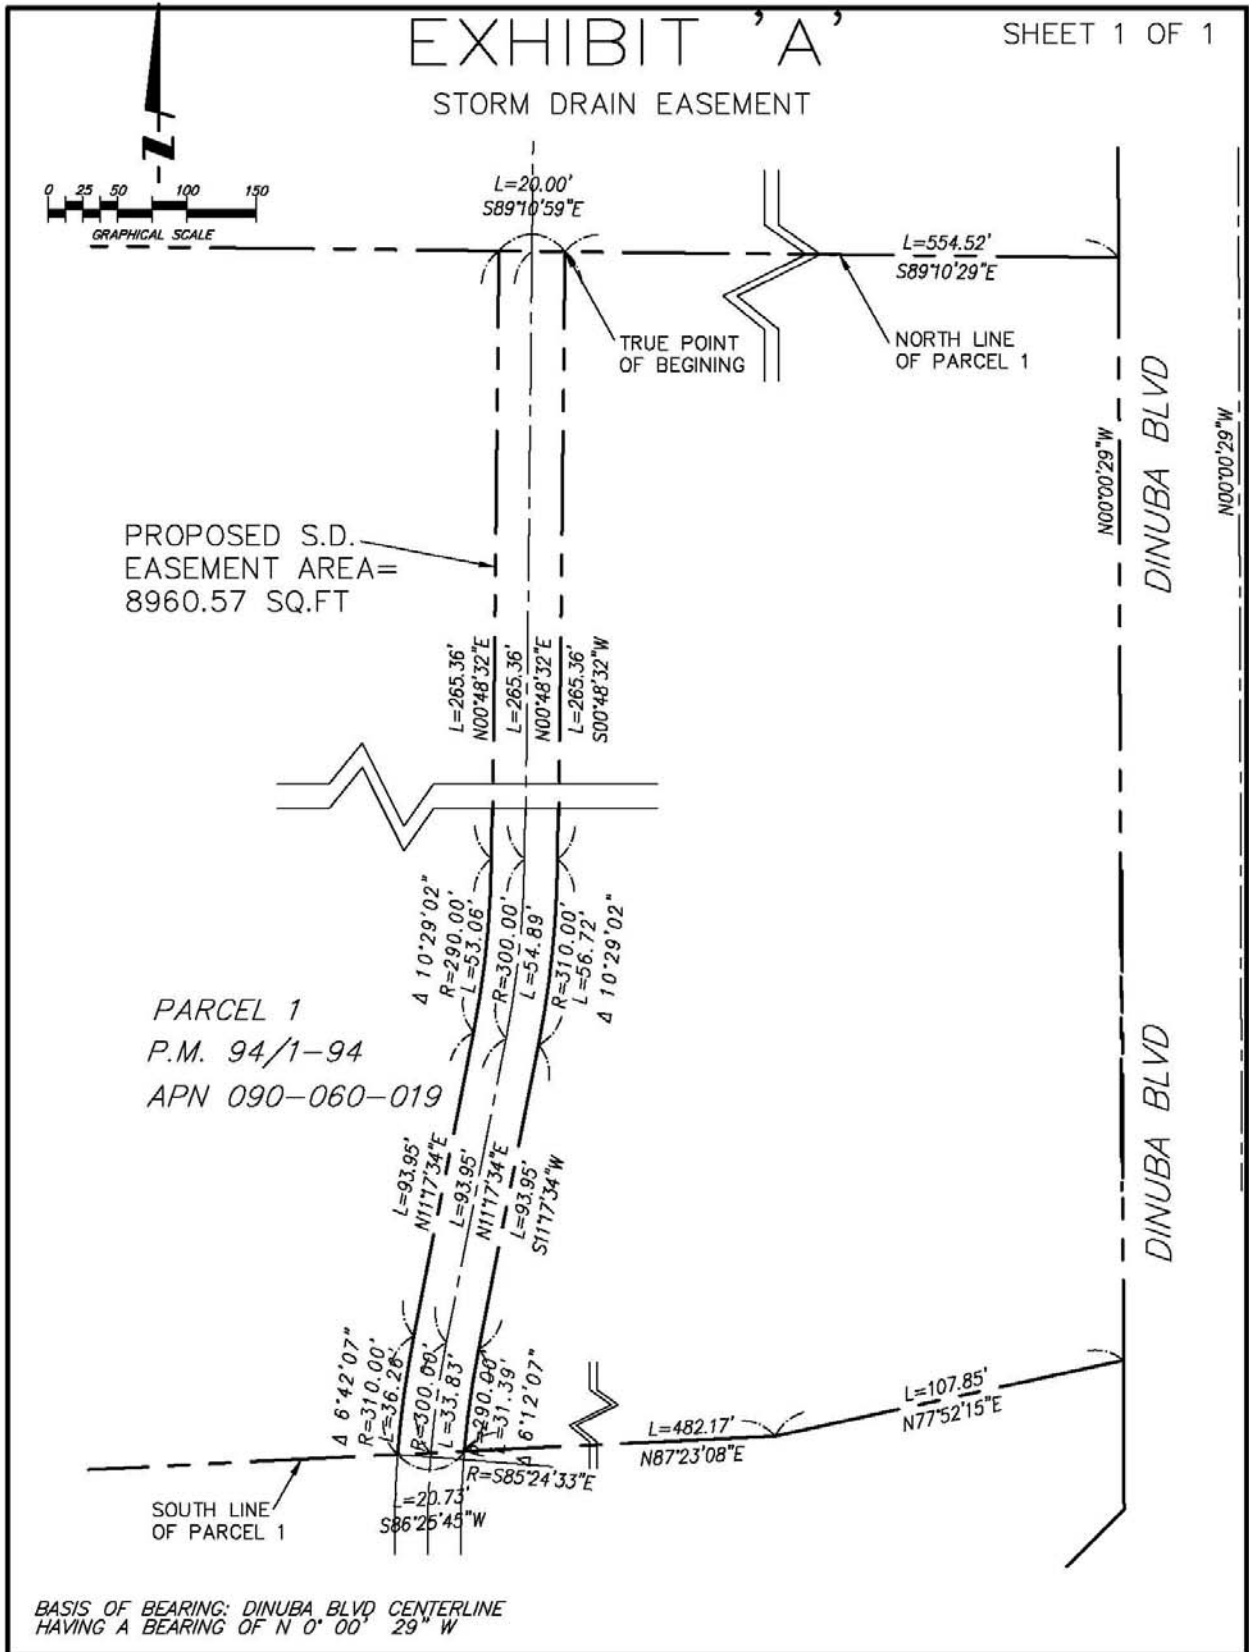 EXHIBIT 'A'
SHEET 1 OF 1
STORM DRAIN EASEMENT
N
0 25 50 100 150
GRAPHICAL SCALE
L=20.00'
S89°10'59"E
L=554.52'
S89°10'29"E
TRUE POINT
OF BEGINING
NORTH LINE
OF PARCEL 1
DINUBA BLVD
N00°00'29"W
N00°00'29"W
PROPOSED S.D.
EASEMENT AREA=
8960.57 SQ.FT
L=265.36'
N00°48'32"E
L=265.36'
N00°48'32"E
L=265.36'
S00°48'32"W
Δ 10°29'02"
R=290.00'
L=53.06'
R=300.00'
L=54.89'
R=310.00'
L=56.72'
Δ 10°29'02"
PARCEL 1
P.M. 94/1-94
APN 090-060-019
DINUBA BLVD
L=93.95'
N11°17'34"E
L=93.95'
N11°17'34"E
L=93.95'
S11°17'34"W
Δ 6°42'07"
R=310.00'
L=36.26'
R=300.00'
L=33.83'
R=290.00'
L=31.39'
Δ 6°12'07"
L=107.85'
N77°52'15"E
L=482.17'
N87°23'08"E
R=S85°24'33"E
L=20.73'
S86°25'45"W
SOUTH LINE
OF PARCEL 1
BASIS OF BEARING: DINUBA BLVD CENTERLINE
HAVING A BEARING OF N 0° 00' 29" W